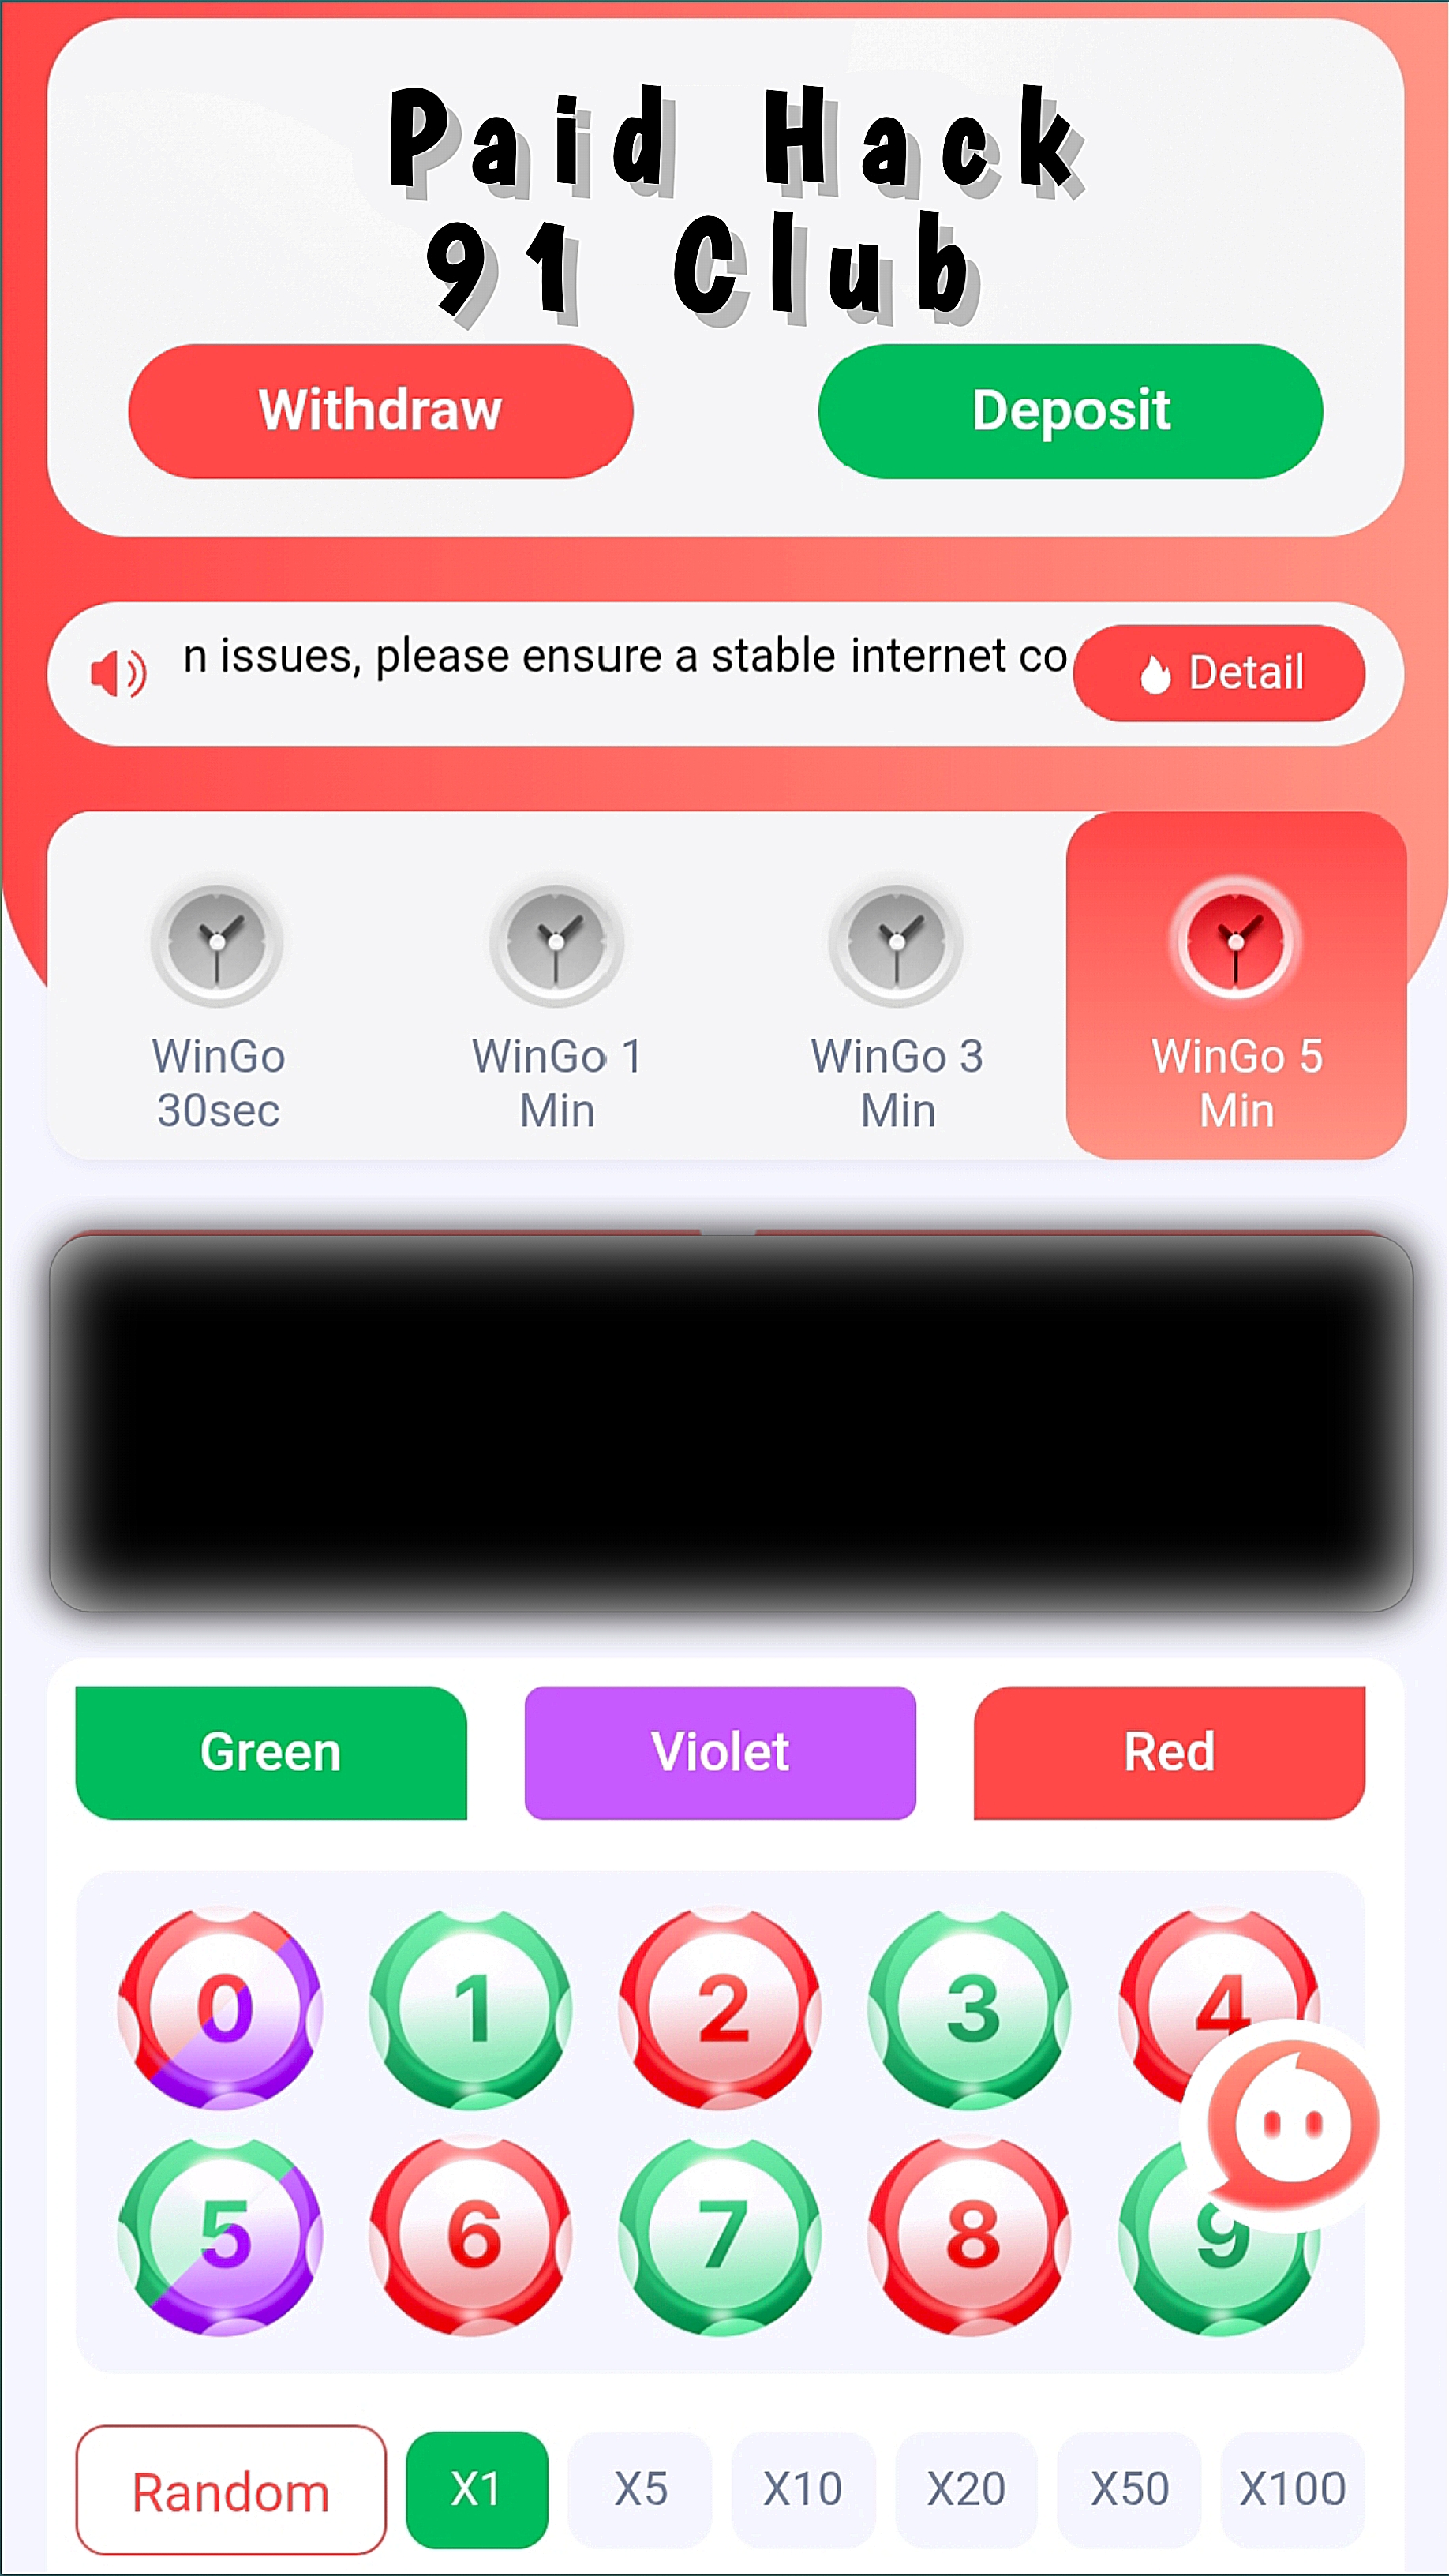 Paid Hack
91 Club
Withdraw
Deposit
n issues, please ensure a stable internet co
Detail
WinGo
30sec
WinGo 1
Min
WinGo 3
Min
WinGo 5
Min
Green
Violet
Red
0
1
2
3
4
5
6
7
8
9
Random
X1
X5
X10
X20
X50
X100